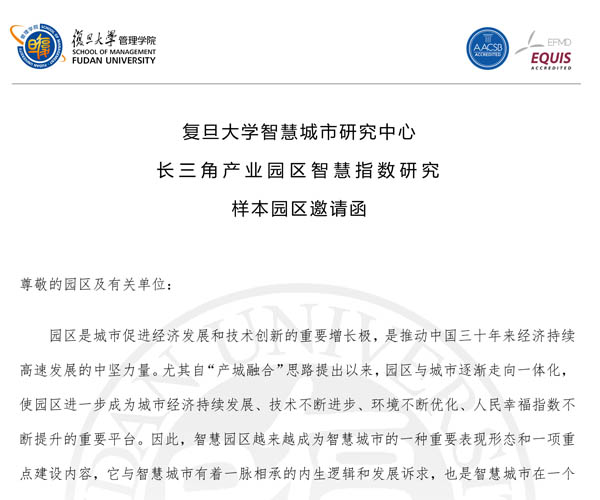 復旦大學 管理学院
SCHOOL OF MANAGEMENT
FUDAN UNIVERSITY
AACSB
ACCREDITED
EFMD
EQUIS
ACCREDITED
复旦大学智慧城市研究中心
长三角产业园区智慧指数研究
样本园区邀请函
尊敬的园区及有关单位：
园区是城市促进经济发展和技术创新的重要增长极，是推动中国三十年来经济持续
高速发展的中坚力量。尤其自“产城融合”思路提出以来，园区与城市逐渐走向一体化，
使园区进一步成为城市经济持续发展、技术不断进步、环境不断优化、人民幸福指数不
断提升的重要平台。因此，智慧园区越来越成为智慧城市的一种重要表现形态和一项重
点建设内容，它与智慧城市有着一脉相承的内生逻辑和发展诉求，也是智慧城市在一个